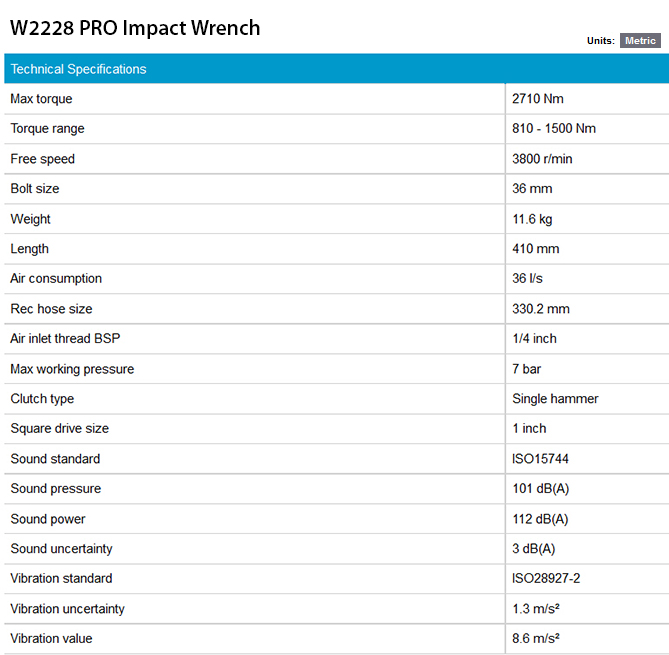 W2228 PRO Impact Wrench
Units: Metric
Technical Specifications
Max torque 2710 Nm
Torque range 810 - 1500 Nm
Free speed 3800 r/min
Bolt size 36 mm
Weight 11.6 kg
Length 410 mm
Air consumption 36 l/s
Rec hose size 330.2 mm
Air inlet thread BSP 1/4 inch
Max working pressure 7 bar
Clutch type Single hammer
Square drive size 1 inch
Sound standard ISO15744
Sound pressure 101 dB(A)
Sound power 112 dB(A)
Sound uncertainty 3 dB(A)
Vibration standard ISO28927-2
Vibration uncertainty 1.3 m/s²
Vibration value 8.6 m/s²